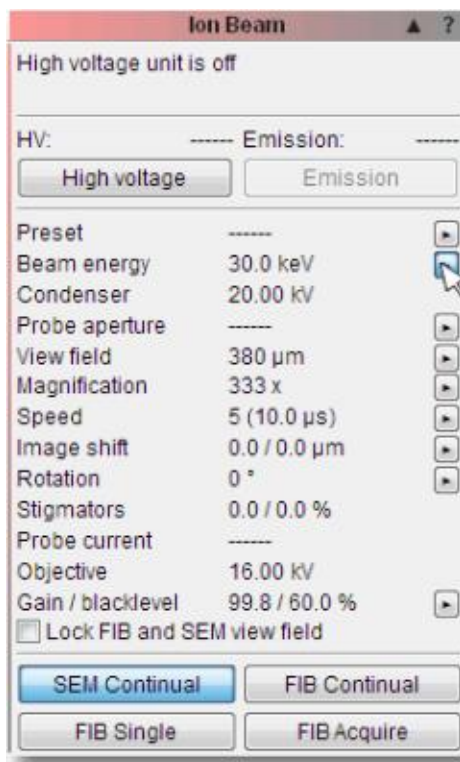 Ion Beam ▲ ?
High voltage unit is off
HV: ------ Emission: ------
High voltage Emission
Preset ------
Beam energy 30.0 keV
Condenser 20.00 kV
Probe aperture ------
View field 380 µm
Magnification 333 x
Speed 5 (10.0 µs)
Image shift 0.0 / 0.0 µm
Rotation 0 °
Stigmators 0.0 / 0.0 %
Probe current ------
Objective 16.00 kV
Gain / blacklevel 99.8 / 60.0 %
Lock FIB and SEM view field
SEM Continual FIB Continual
FIB Single FIB Acquire